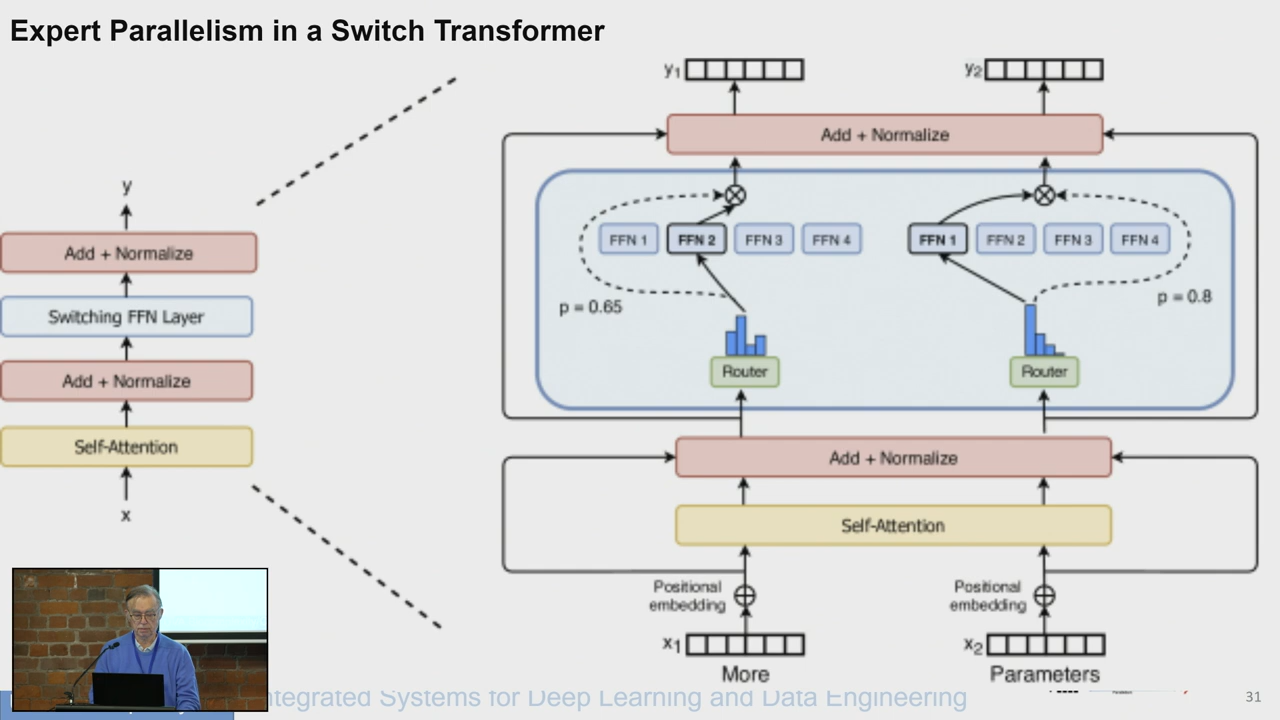 Expert Parallelism in a Switch Transformer
y
Add + Normalize
Switching FFN Layer
Add + Normalize
Self-Attention
x
y1
y2
Add + Normalize
FFN 1 FFN 2 FFN 3 FFN 4
FFN 1 FFN 2 FFN 3 FFN 4
p = 0.65
p = 0.8
Router
Router
Add + Normalize
Self-Attention
Positional
embedding
Positional
embedding
x1
x2
More
Parameters
ntegrated Systems for Deep Learning and Data Engineering
31